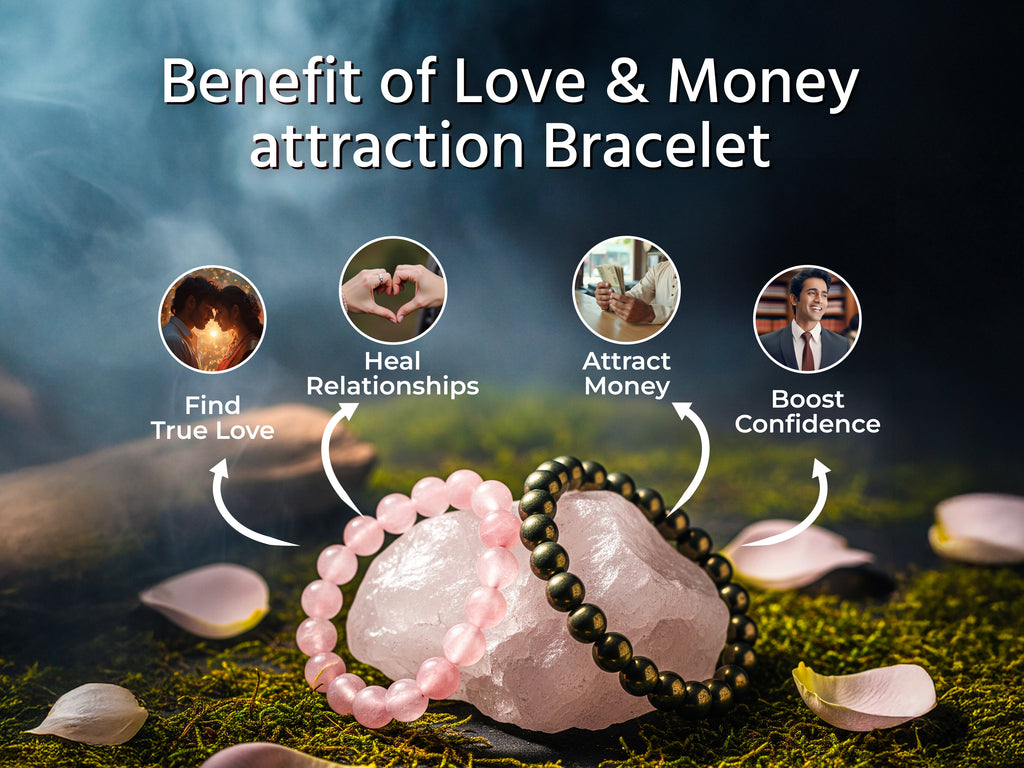 Benefit of Love & Money
attraction Bracelet
Find
True Love
Heal
Relationships
Attract
Money
Boost
Confidence